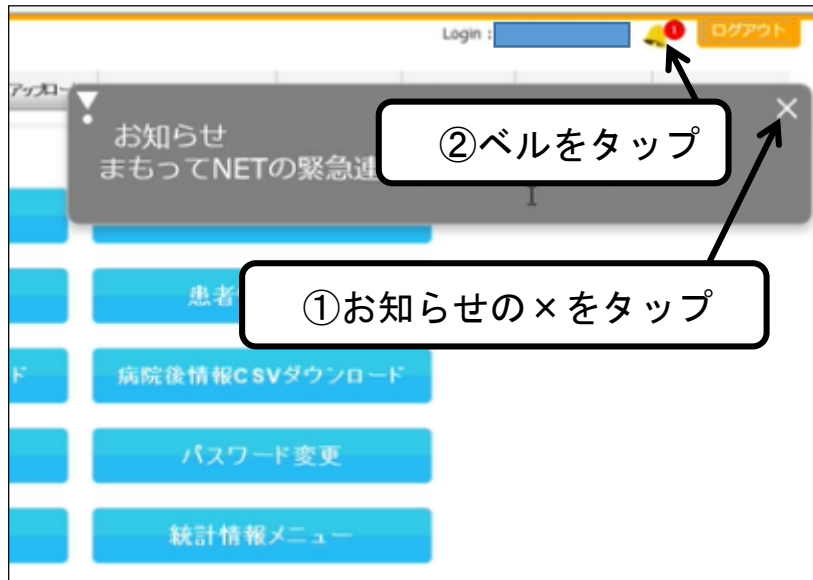 Login :
1
ログアウト
アップロード
お知らせ
まもってNETの緊急連
②ベルをタップ
①お知らせの×をタップ
患者
ド
病院後情報CSVダウンロード
パスワード変更
統計情報メニュー